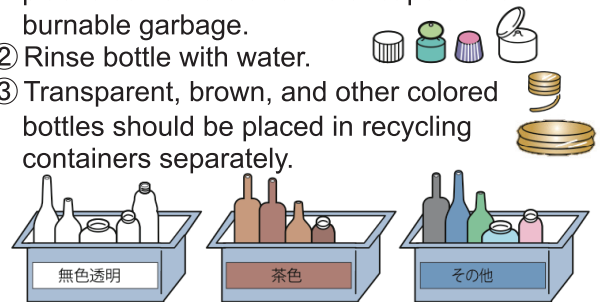 burnable garbage.
② Rinse bottle with water.
③ Transparent, brown, and other colored
bottles should be placed in recycling
containers separately.
無色透明
茶色
その他